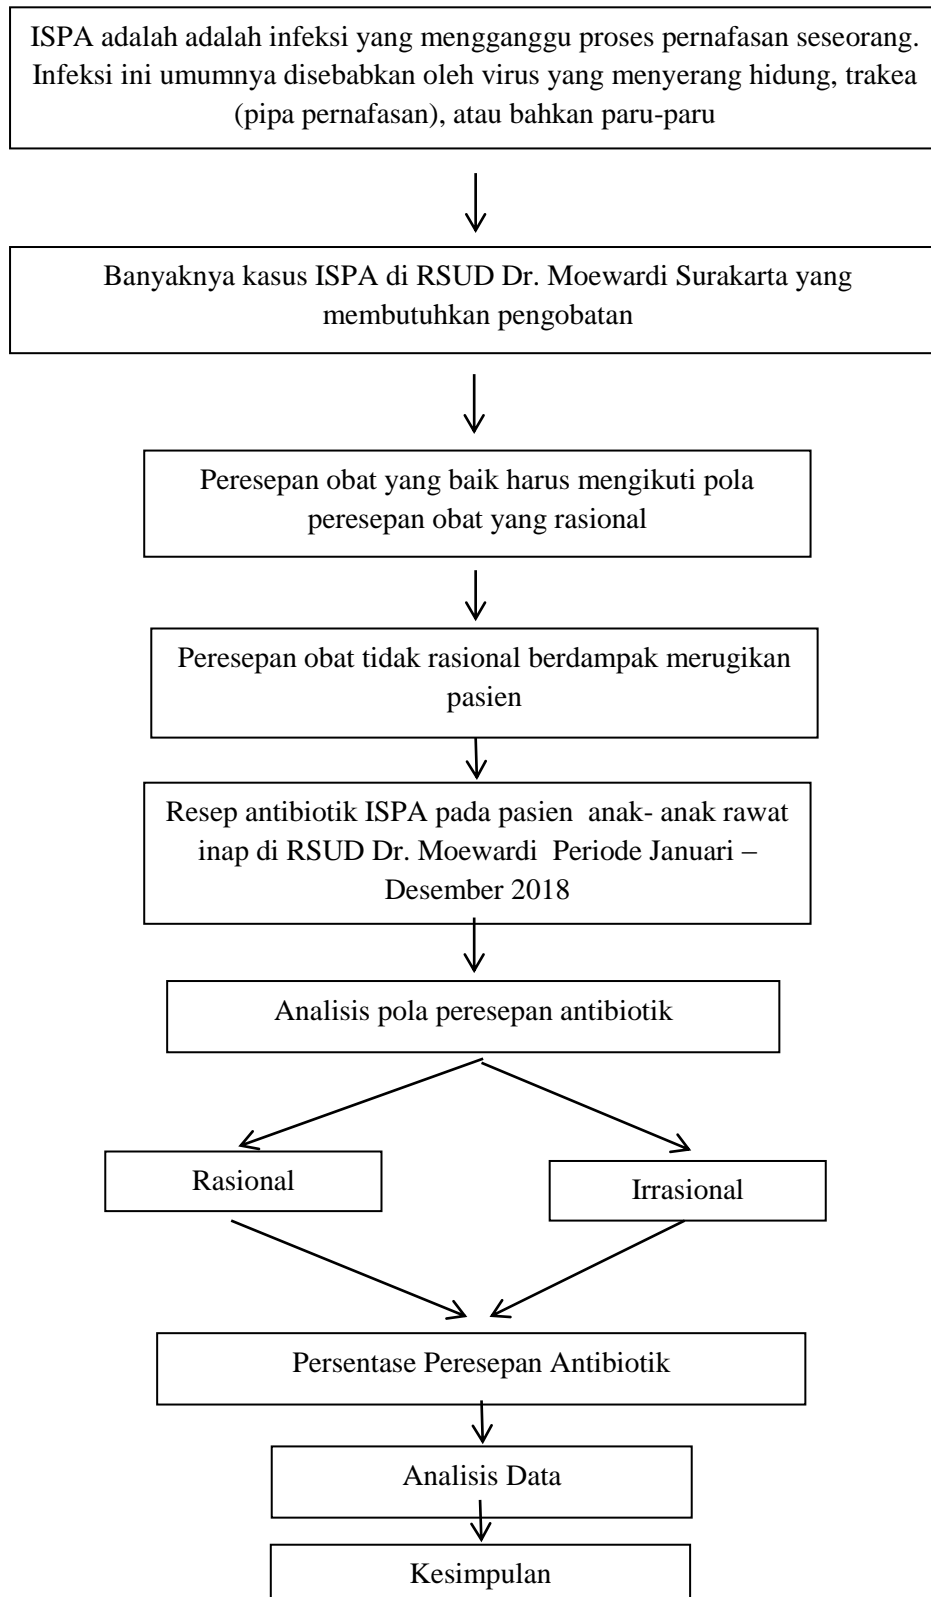 ISPA adalah adalah infeksi yang mengganggu proses pernafasan seseorang.
Infeksi ini umumnya disebabkan oleh virus yang menyerang hidung, trakea
(pipa pernafasan), atau bahkan paru-paru
Banyaknya kasus ISPA di RSUD Dr. Moewardi Surakarta yang
membutuhkan pengobatan
Peresepan obat yang baik harus mengikuti pola
peresepan obat yang rasional
Peresepan obat tidak rasional berdampak merugikan
pasien
Resep antibiotik ISPA pada pasien anak- anak rawat
inap di RSUD Dr. Moewardi Periode Januari –
Desember 2018
Analisis pola peresepan antibiotik
Rasional
Irrasional
Persentase Peresepan Antibiotik
Analisis Data
Kesimpulan